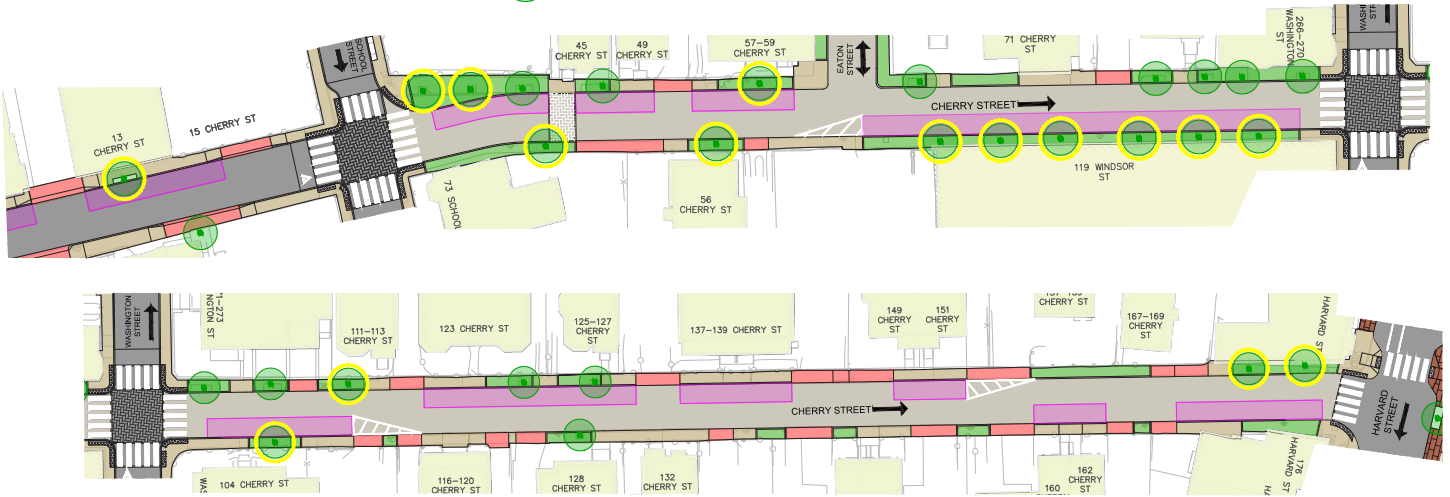 SCHOOL
STREET
45
CHERRY ST
49
CHERRY ST
57-59
CHERRY ST
EATON
STREET
71 CHERRY
ST
266-270
WASHINGTON
ST
13
CHERRY ST
15 CHERRY ST
CHERRY STREET
73 SCHOOL
56
CHERRY ST
119 WINDSOR
ST
WASHINGTON
STREET
111-113
CHERRY ST
123 CHERRY ST
125-127
CHERRY
ST
137-139 CHERRY ST
149
CHERRY
ST
151
CHERRY
ST
167-169
CHERRY
ST
HARVARD ST
CHERRY STREET
HARVARD
STREET
104 CHERRY ST
116-120
CHERRY ST
128
CHERRY ST
132
CHERRY ST
160
162
CHERRY
ST
176
HARVARD ST